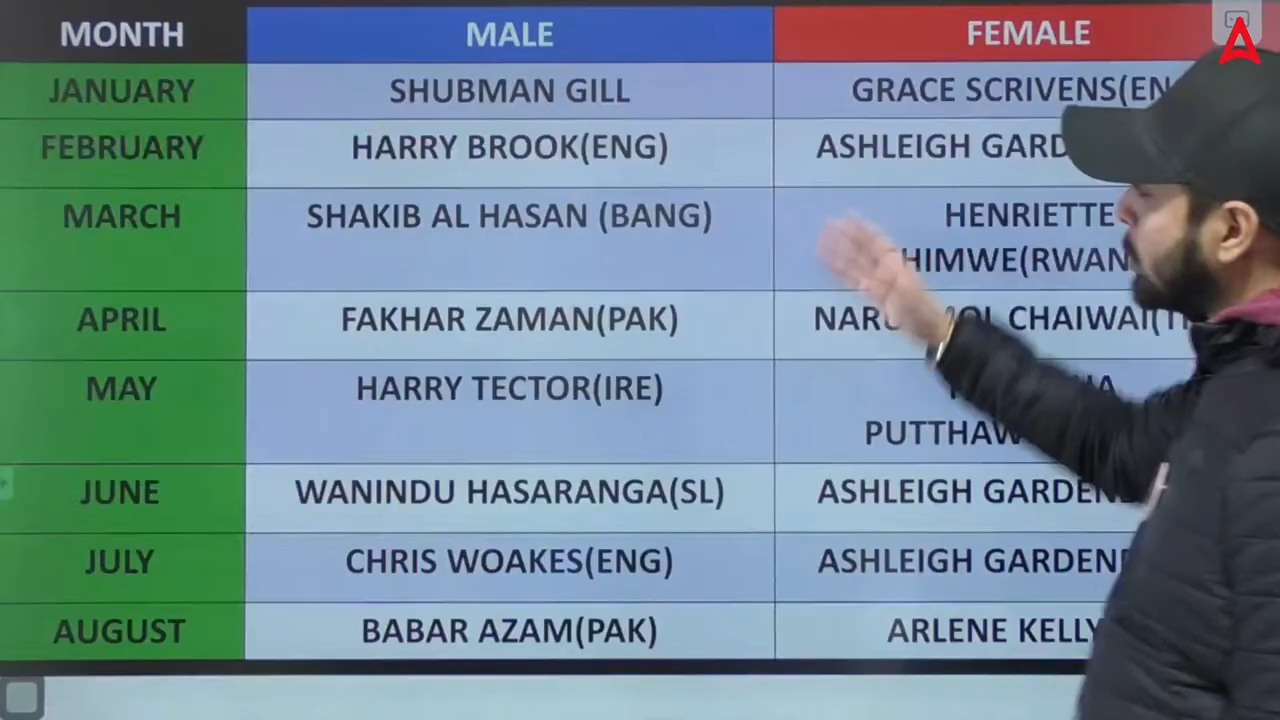 MONTH MALE FEMALE
JANUARY SHUBMAN GILL GRACE SCRIVENS(EN
FEBRUARY HARRY BROOK(ENG) ASHLEIGH GARD
MARCH SHAKIB AL HASAN (BANG) HENRIETTE
HIMWE(RWAN
APRIL FAKHAR ZAMAN(PAK) CHAIWAI(
MAY HARRY TECTOR(IRE)
PUTTHAW
JUNE WANINDU HASARANGA(SL) ASHLEIGH GARDEN
JULY CHRIS WOAKES(ENG) ASHLEIGH GARDEN
AUGUST BABAR AZAM(PAK) ARLENE KELLY